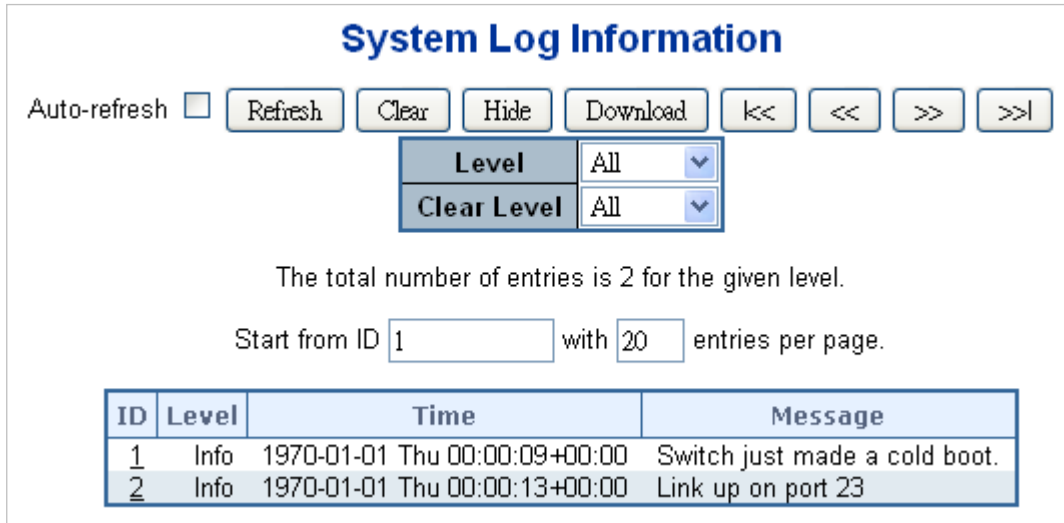 System Log Information
Auto-refresh Refresh Clear Hide Download |<< << >> >>|
Level All
Clear Level All
The total number of entries is 2 for the given level.
Start from ID 1 with 20 entries per page.
ID Level Time Message
1 Info 1970-01-01 Thu 00:00:09+00:00 Switch just made a cold boot.
2 Info 1970-01-01 Thu 00:00:13+00:00 Link up on port 23